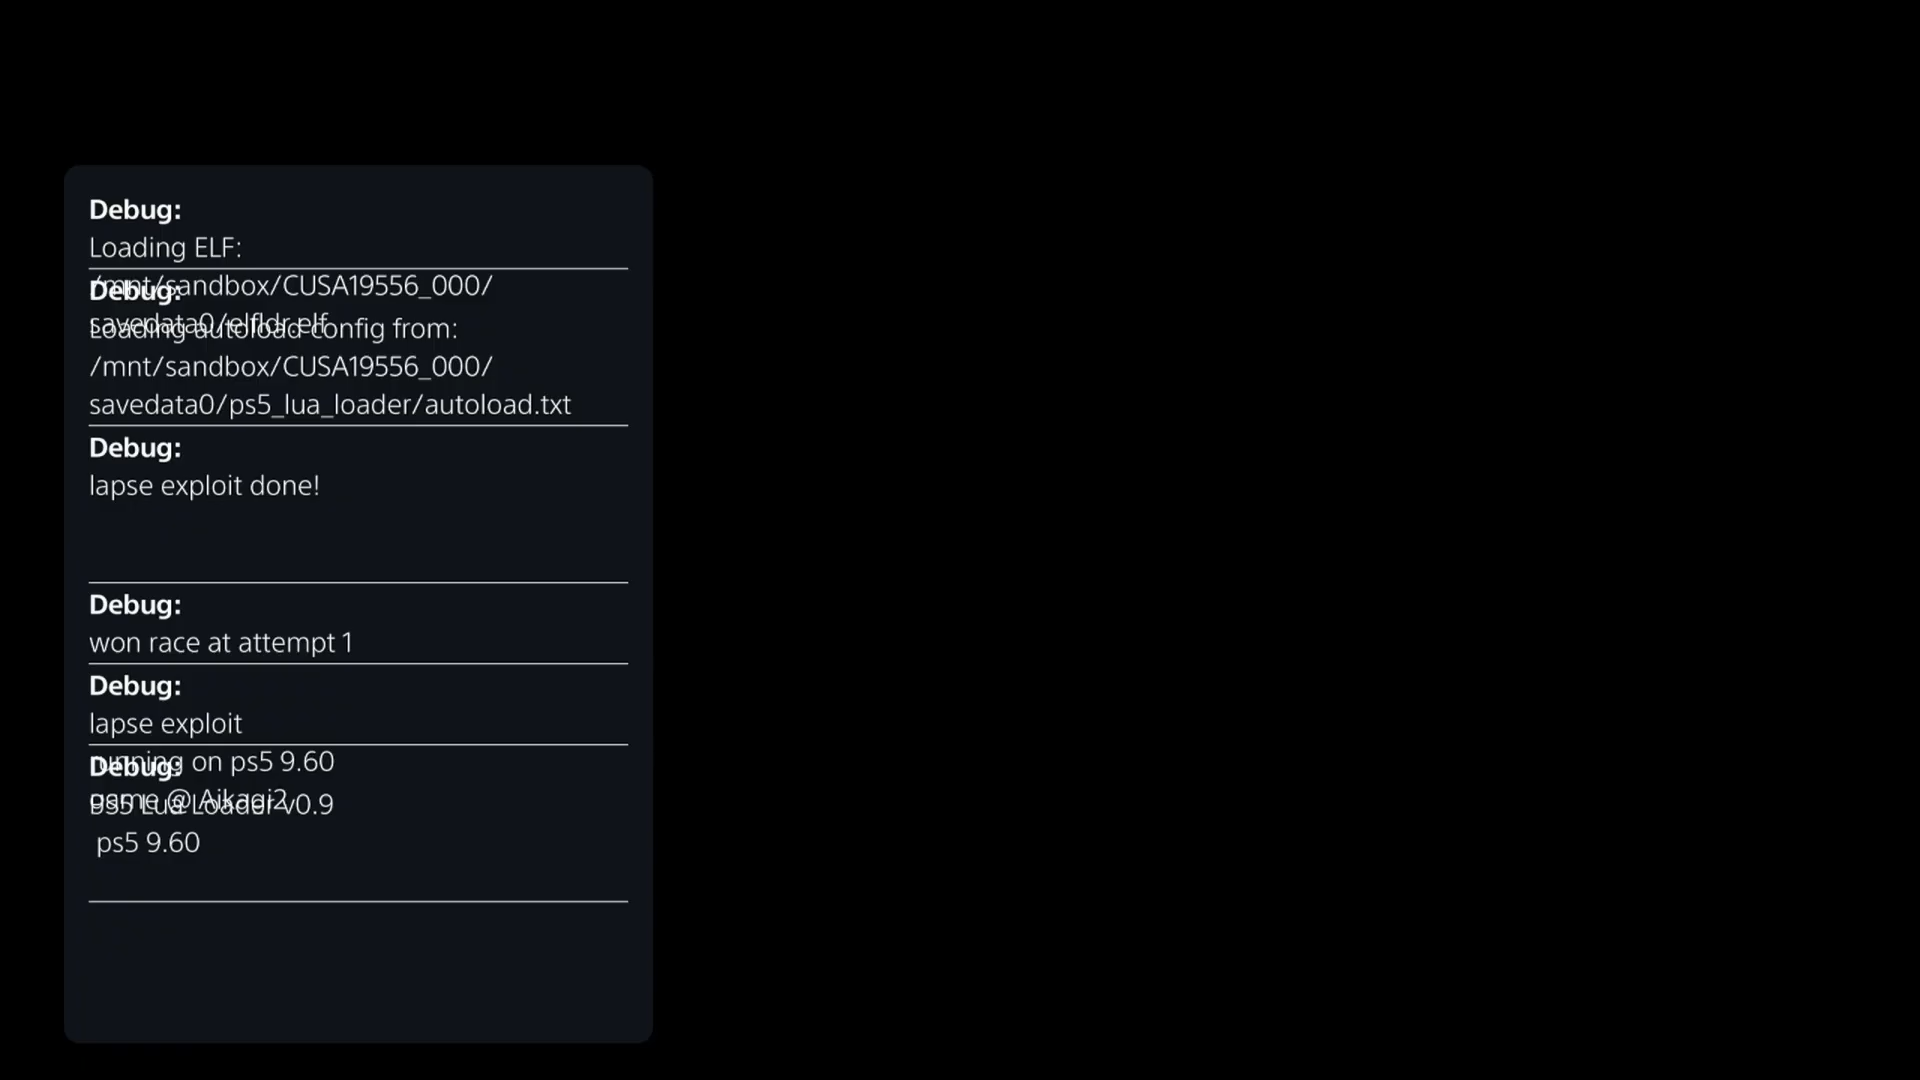 Debug:
Loading ELF:
/mnt/sandbox/CUSA19556_000/
savedata0/elfldr.elf
Debug:
Loading autoload config from:
/mnt/sandbox/CUSA19556_000/
savedata0/ps5_lua_loader/autoload.txt
Debug:
lapse exploit done!
Debug:
won race at attempt 1
Debug:
lapse exploit
running on ps5 9.60
game @ Aikagi2
Debug:
PS5 Lua Loader v0.9
ps5 9.60